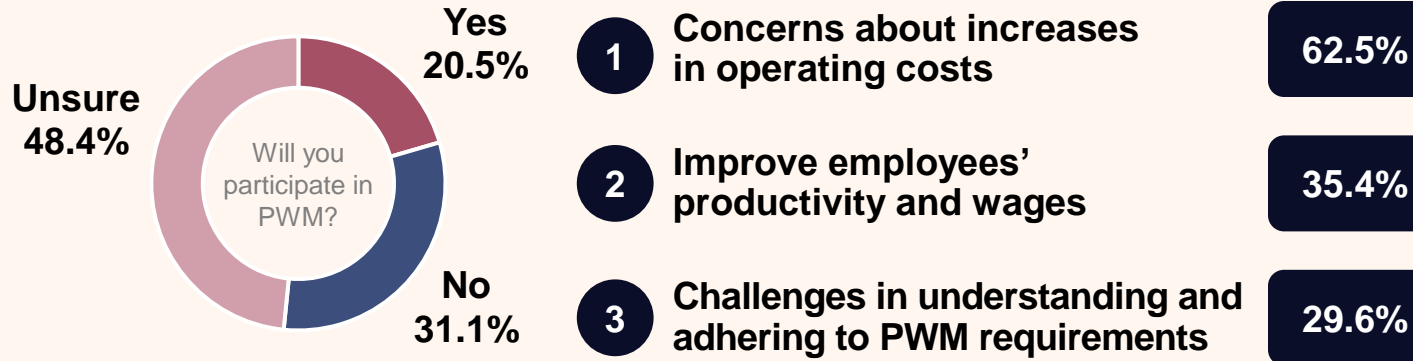 Yes
20.5%
Unsure
48.4%
Will you
participate in
PWM?
No
31.1%
1
Concerns about increases
in operating costs
62.5%
2
Improve employees’
productivity and wages
35.4%
3
Challenges in understanding and
adhering to PWM requirements
29.6%